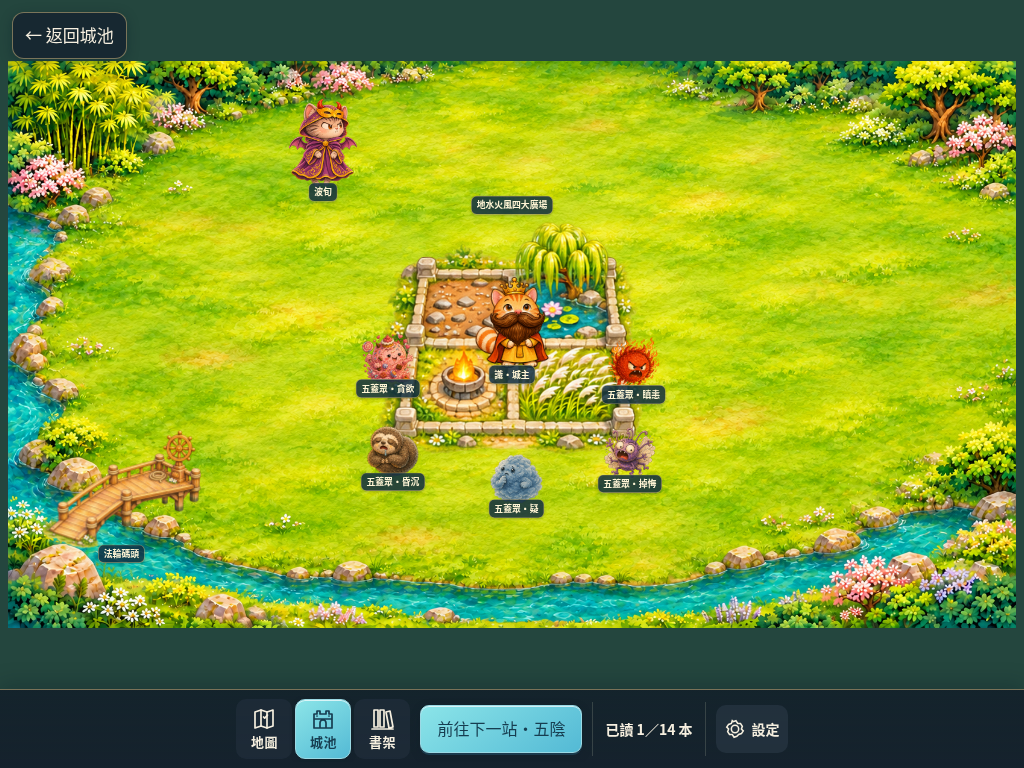 ← 返回城池
波旬
地水火風四大廣場
識・城主
五蓋眾・貪欲
五蓋眾・瞋恚
五蓋眾・昏沉
五蓋眾・掉悔
五蓋眾・疑
法輪碼頭
地圖
城池
書架
前往下一站・五陰
已讀 1／14 本
設定